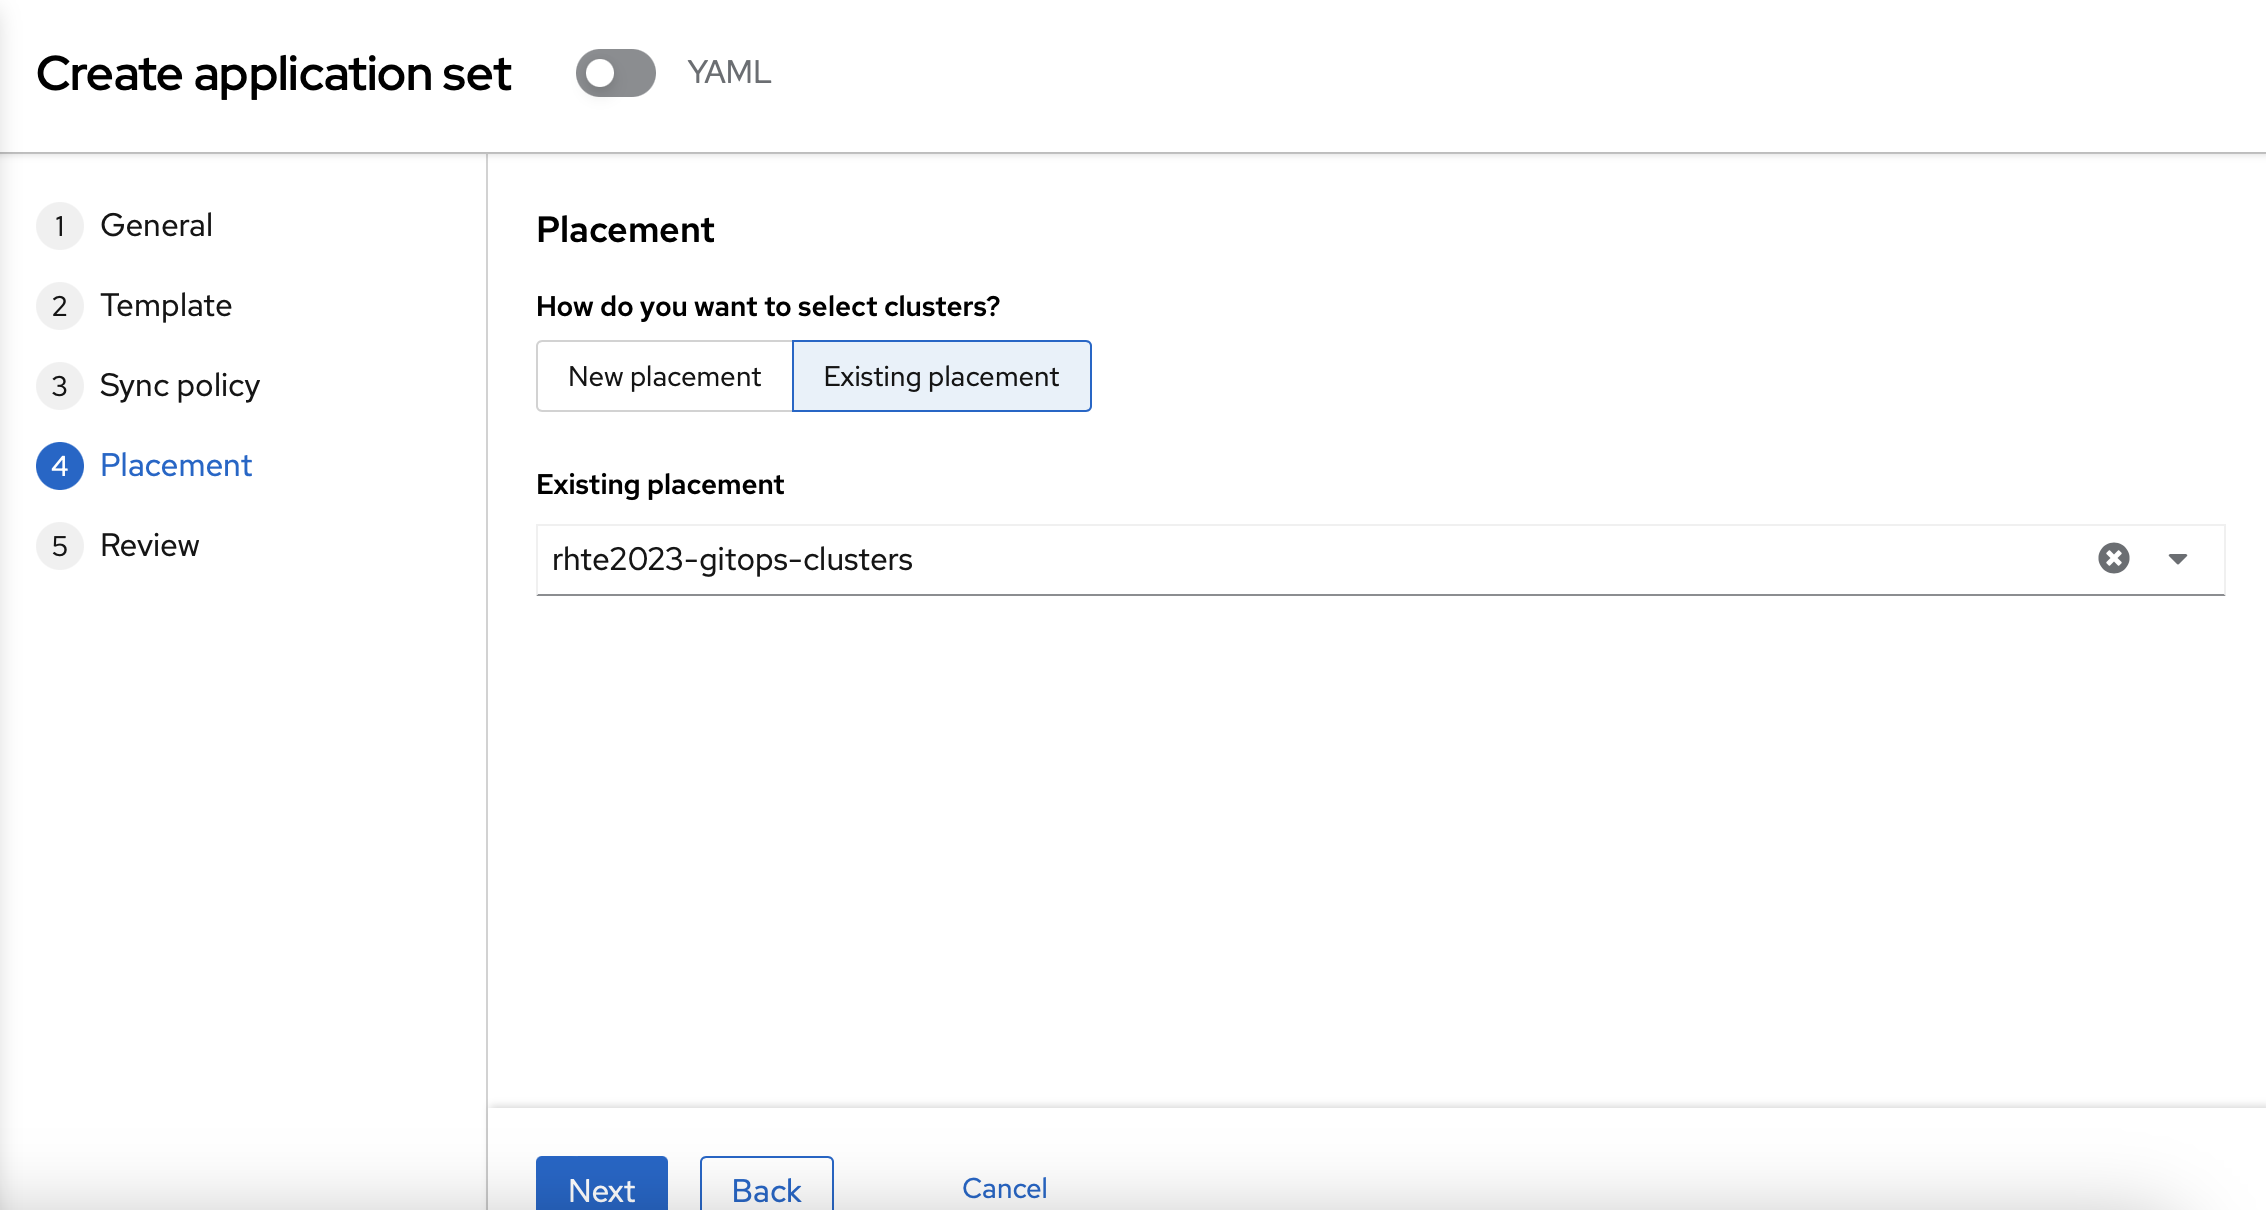 Create application set
YAML
1 General
2 Template
3 Sync policy
4 Placement
5 Review
Placement
How do you want to select clusters?
New placement
Existing placement
Existing placement
rhte2023-gitops-clusters
Next
Back
Cancel